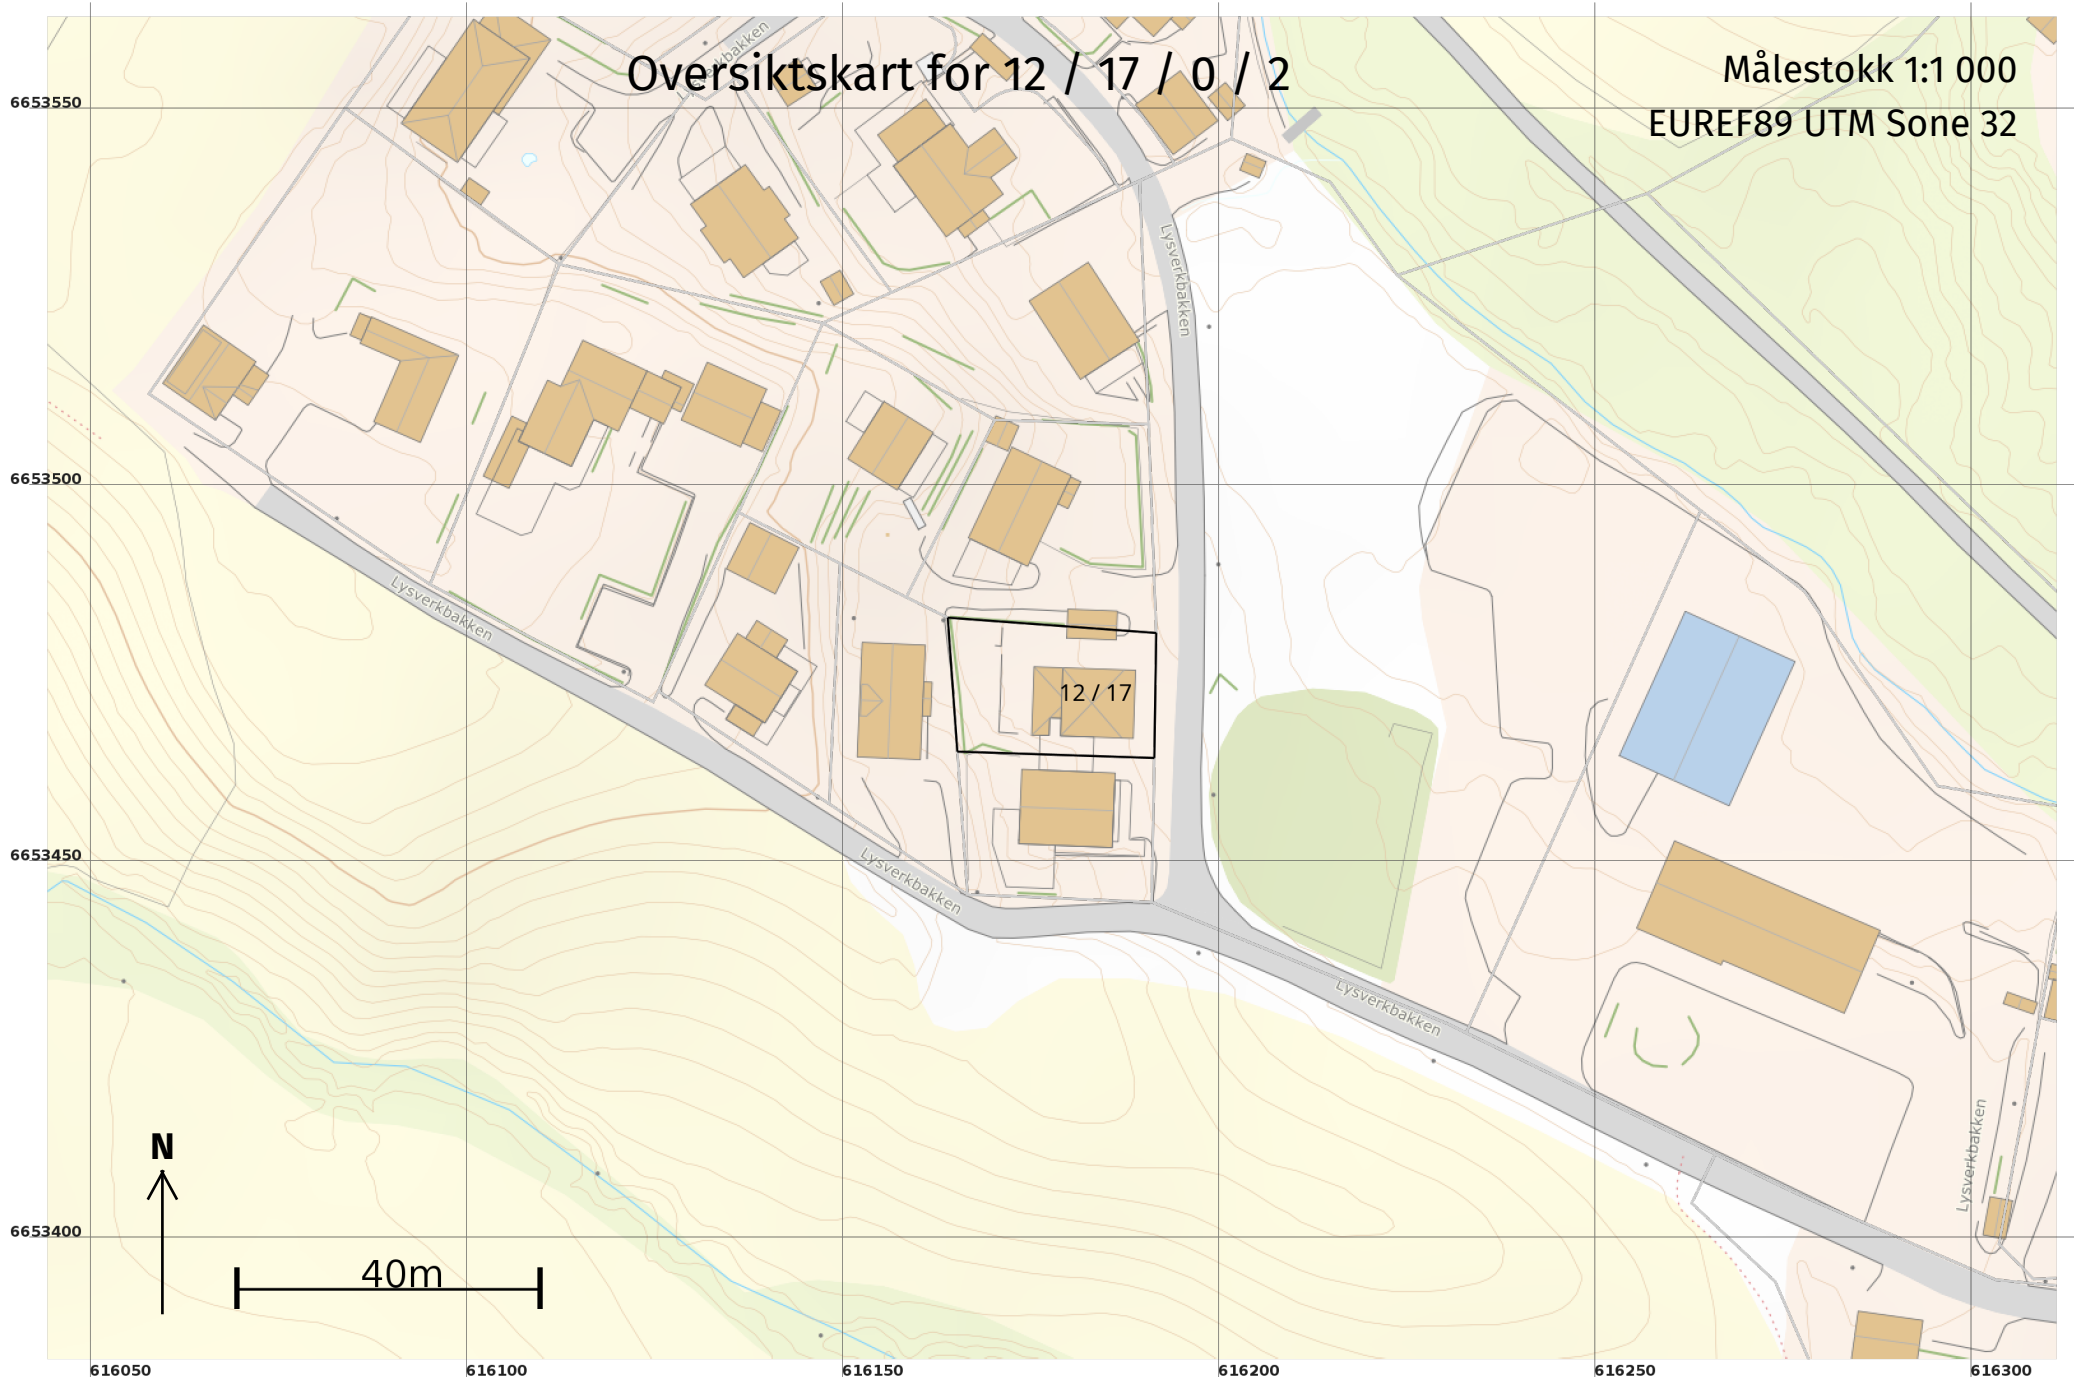 Lysverkbakken
Oversiktskart for 12 / 17 / 0 / 2
Målestokk 1:1 000
EUREF89 UTM Sone 32
6653550
Lysverkbakken
6653500
Lysverkbakken
12 / 17
6653450
Lysverkbakken
Lysverkbakken
Lysverkbakken
N
6653400
40m
616050
616100
616150
616200
616250
616300